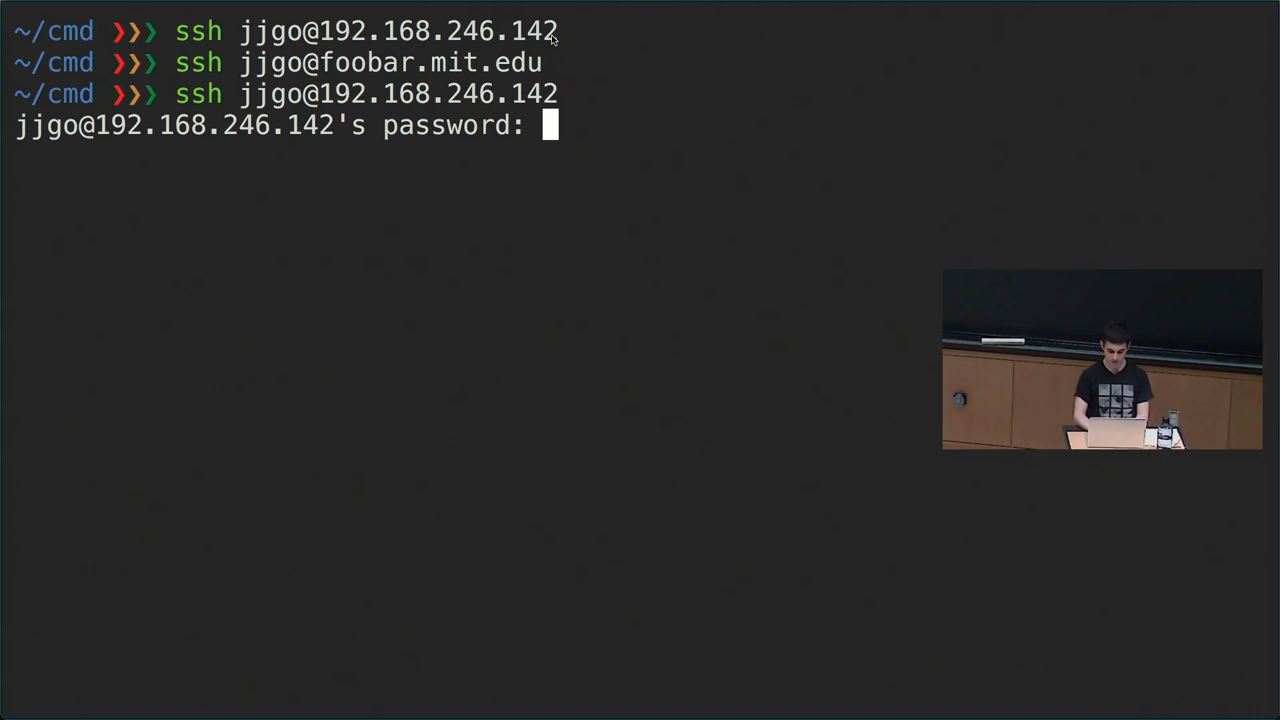 ~/cmd ❯❯❯ ssh jjgo@192.168.246.142
~/cmd ❯❯❯ ssh jjgo@foobar.mit.edu
~/cmd ❯❯❯ ssh jjgo@192.168.246.142
jjgo@192.168.246.142's password: